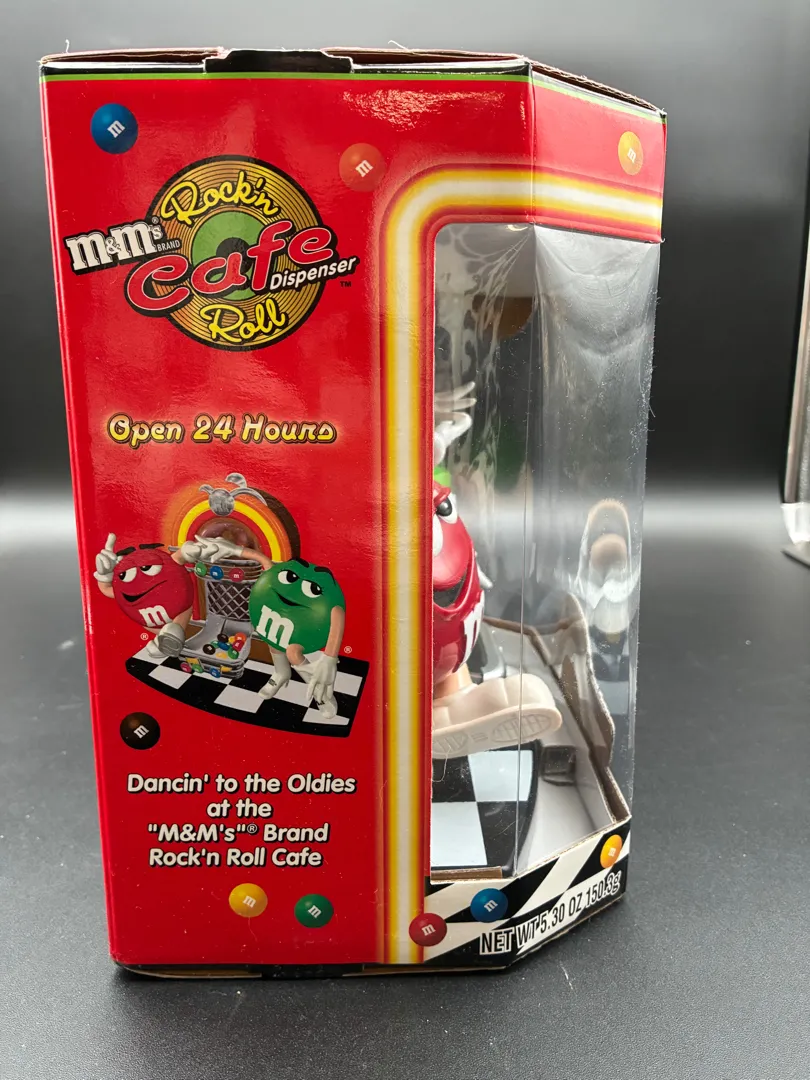 Rock'n
m&m's®
BRAND
Cafe
Dispenser
™
Roll
Open 24 Hours
m
m
®
®
Dancin' to the Oldies
at the
"M&M's"® Brand
Rock'n Roll Cafe
NET WT 5.30 OZ 150.3g